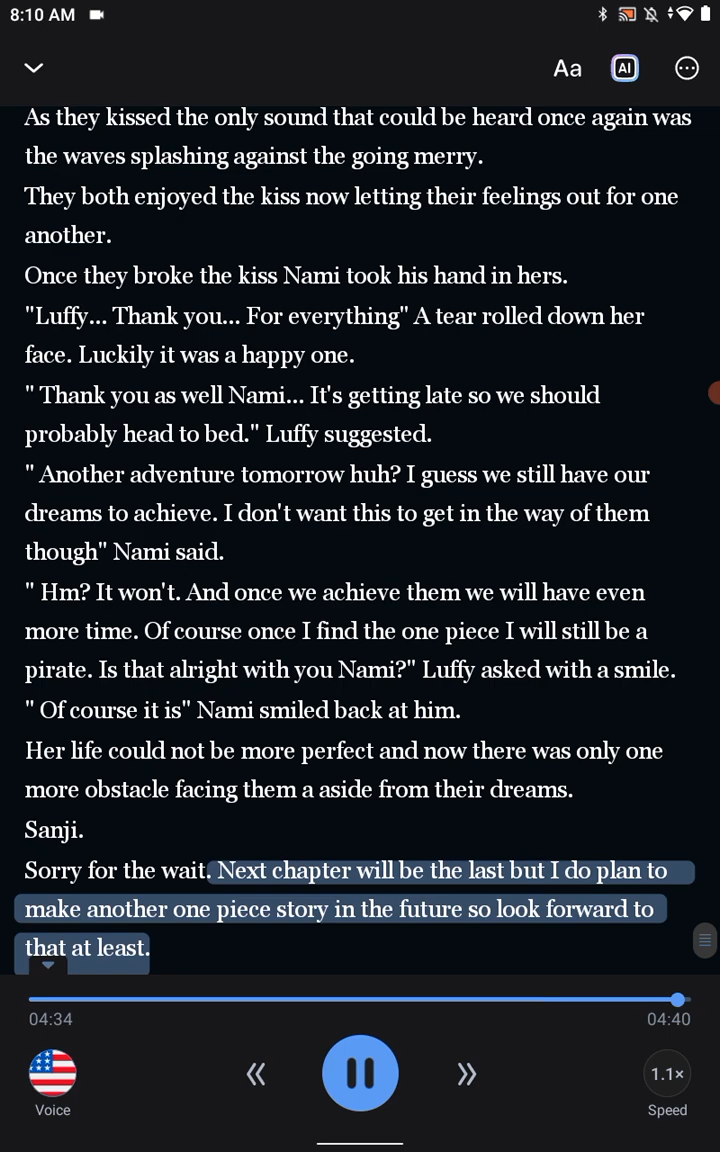 8:10 AM
Aa
AI
As they kissed the only sound that could be heard once again was
the waves splashing against the going merry.
They both enjoyed the kiss now letting their feelings out for one
another.
Once they broke the kiss Nami took his hand in hers.
"Luffy... Thank you... For everything" A tear rolled down her
face. Luckily it was a happy one.
" Thank you as well Nami... It's getting late so we should
probably head to bed." Luffy suggested.
" Another adventure tomorrow huh? I guess we still have our
dreams to achieve. I don't want this to get in the way of them
though" Nami said.
" Hm? It won't. And once we achieve them we will have even
more time. Of course once I find the one piece I will still be a
pirate. Is that alright with you Nami?" Luffy asked with a smile.
" Of course it is" Nami smiled back at him.
Her life could not be more perfect and now there was only one
more obstacle facing them a aside from their dreams.
Sanji.
Sorry for the wait. Next chapter will be the last but I do plan to
make another one piece story in the future so look forward to
that at least.
04:34
04:40
1.1×
Voice
Speed